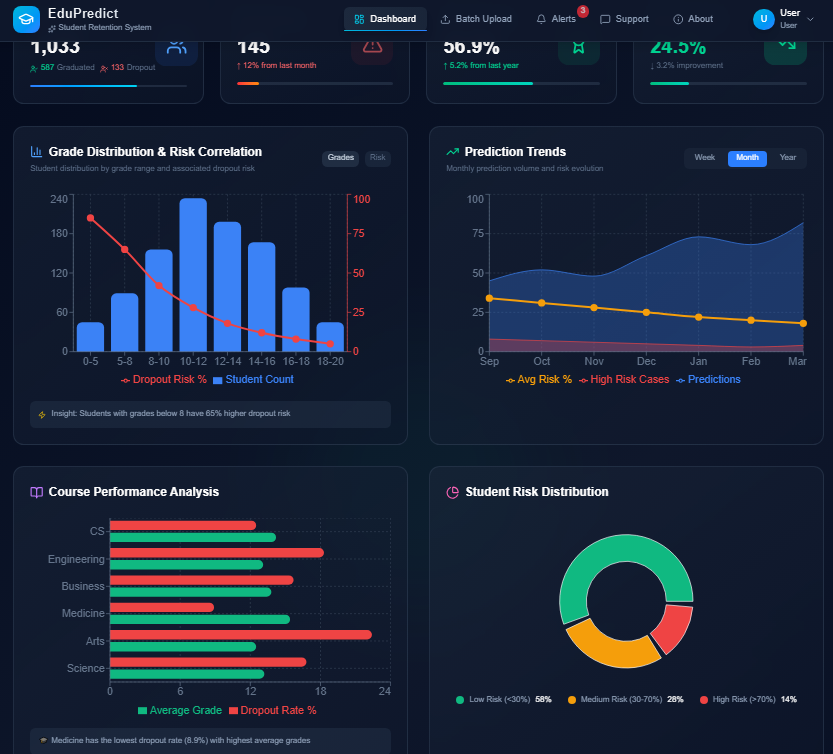 EduPredict
Student Retention System
Dashboard
Batch Upload
Alerts
3
Support
About
U
User
User
1,033
587 Graduated 133 Dropout
145
↑ 12% from last month
56.9%
↑ 5.2% from last year
24.5%
↓ 3.2% improvement
Grade Distribution & Risk Correlation
Student distribution by grade range and associated dropout risk
Grades
Risk
240
180
120
60
0
100
75
50
25
0
0-5 5-8 8-10 10-12 12-14 14-16 16-18 18-20
Dropout Risk % Student Count
Insight: Students with grades below 8 have 65% higher dropout risk
Prediction Trends
Monthly prediction volume and risk evolution
Week
Month
Year
100
75
50
25
0
Sep Oct Nov Dec Jan Feb Mar
Avg Risk % High Risk Cases Predictions
Course Performance Analysis
CS
Engineering
Business
Medicine
Arts
Science
0 6 12 18 24
Average Grade Dropout Rate %
Medicine has the lowest dropout rate (8.9%) with highest average grades
Student Risk Distribution
Low Risk (<30%) 58%
Medium Risk (30-70%) 28%
High Risk (>70%) 14%